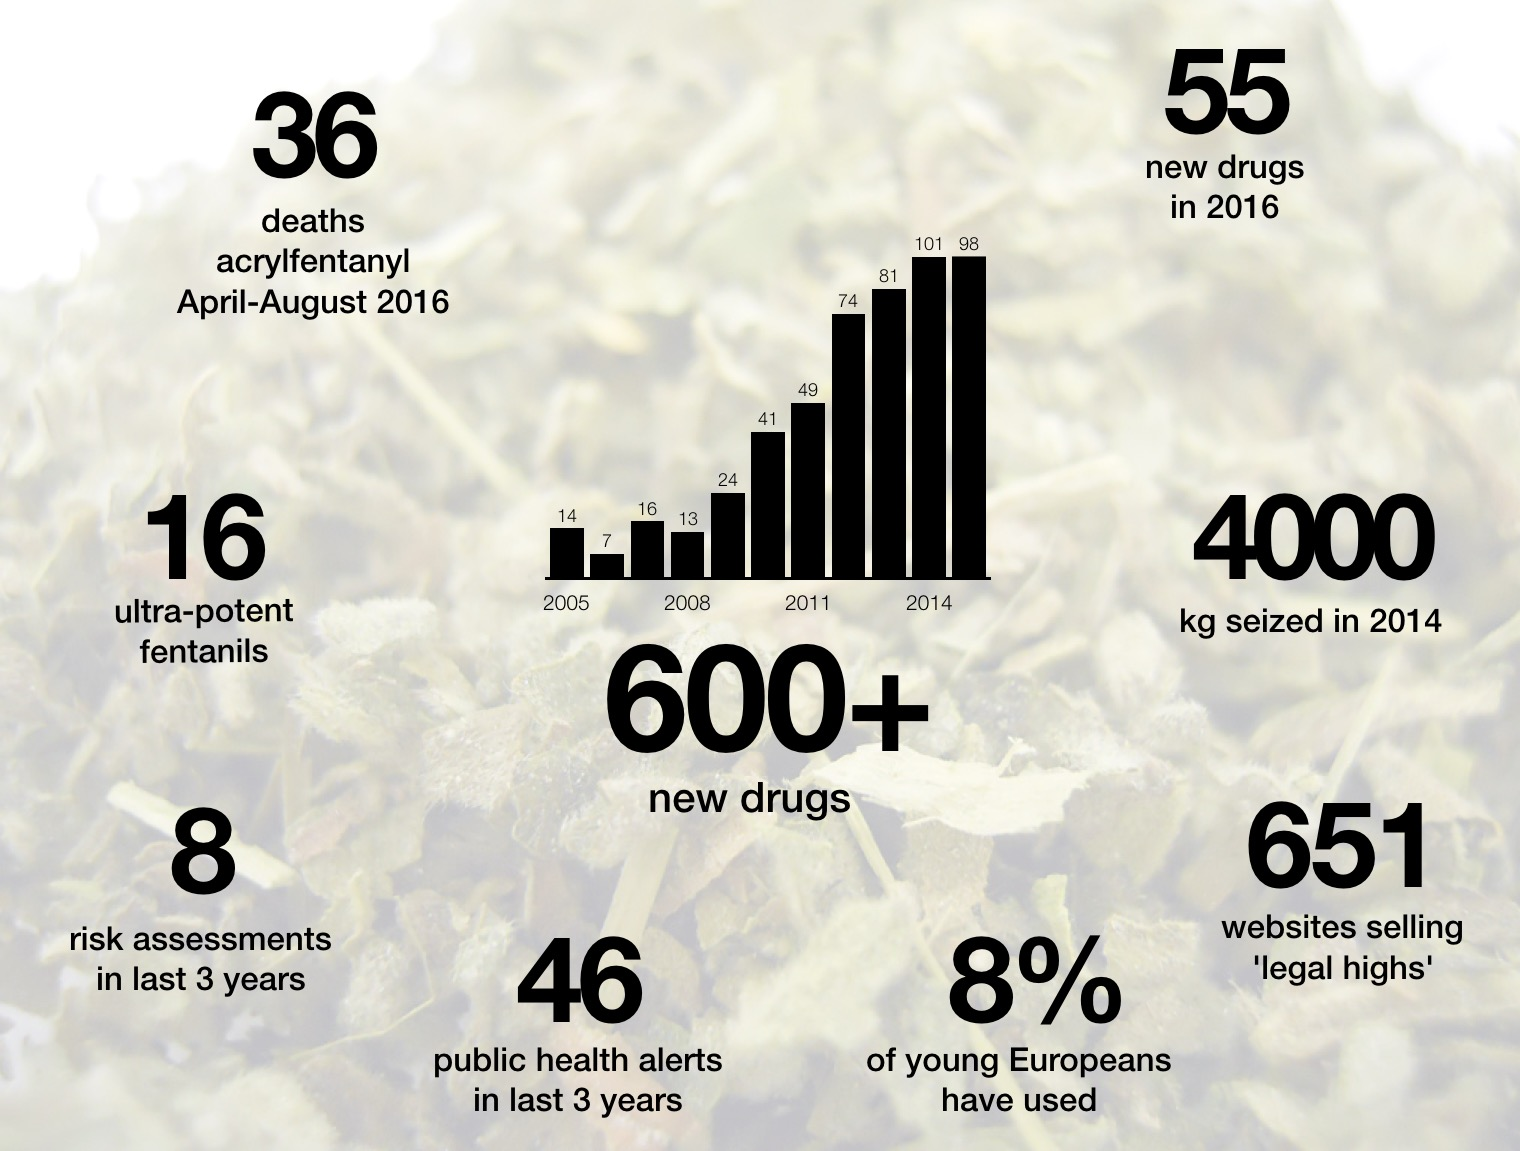 36
deaths
acrylfentanyl
April-August 2016
55
new drugs
in 2016
14
7
16
13
24
41
49
74
81
101
98
2005
2008
2011
2014
600+
new drugs
16
ultra-potent
fentanils
4000
kg seized in 2014
8
risk assessments
in last 3 years
46
public health alerts
in last 3 years
8%
of young Europeans
have used
651
websites selling
'legal highs'